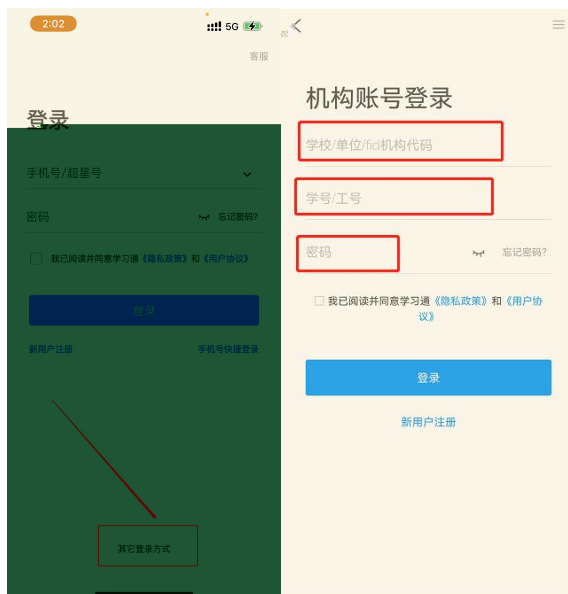 2:02
5G
客服
登录
手机号/超星号
密码
忘记密码?
我已阅读并同意学习通《隐私政策》和《用户协议》
登录
新用户注册
手机号快捷登录
其它登录方式
机构账号登录
学校/单位/fid机构代码
学号/工号
密码
忘记密码?
我已阅读并同意学习通《隐私政策》和《用户协
议》
登录
新用户注册